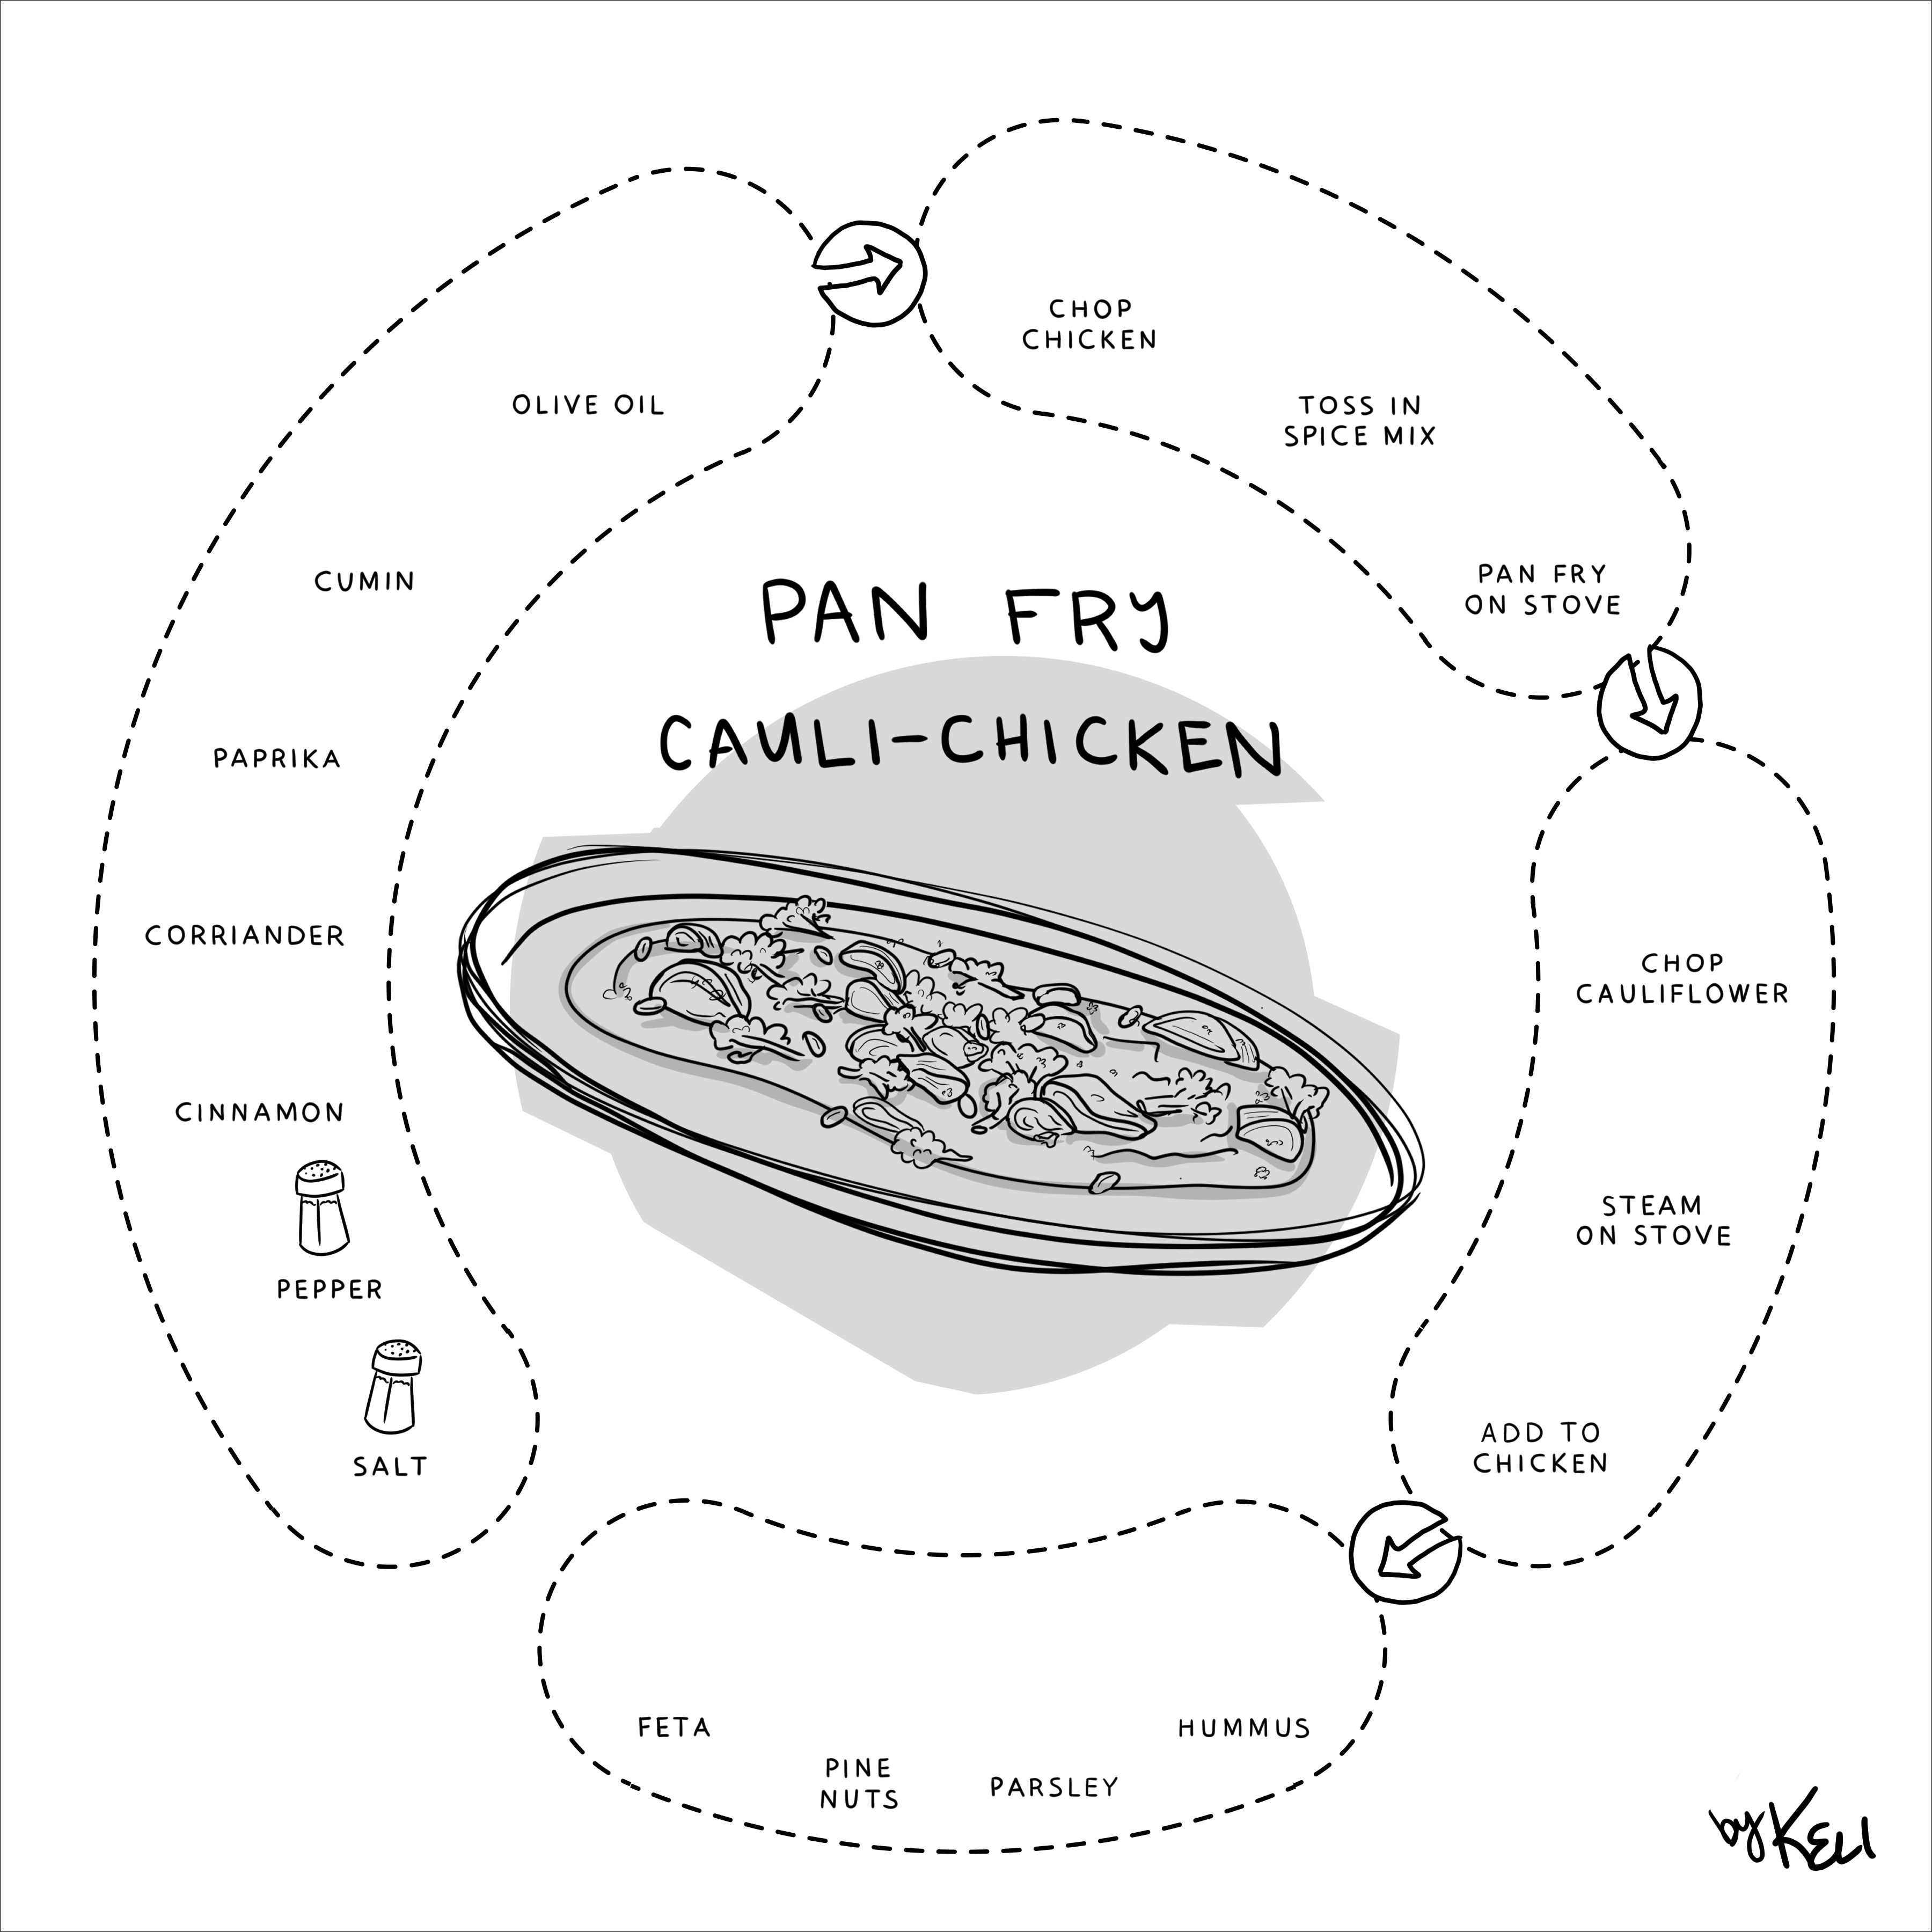 PAN FRY
CAULI-CHICKEN
OLIVE OIL
CUMIN
PAPRIKA
CORRIANDER
CINNAMON
PEPPER
SALT
CHOP
CHICKEN
TOSS IN
SPICE MIX
PAN FRY
ON STOVE
CHOP
CAULIFLOWER
STEAM
ON STOVE
ADD TO
CHICKEN
HUMMUS
PARSLEY
PINE
NUTS
FETA
by KELI